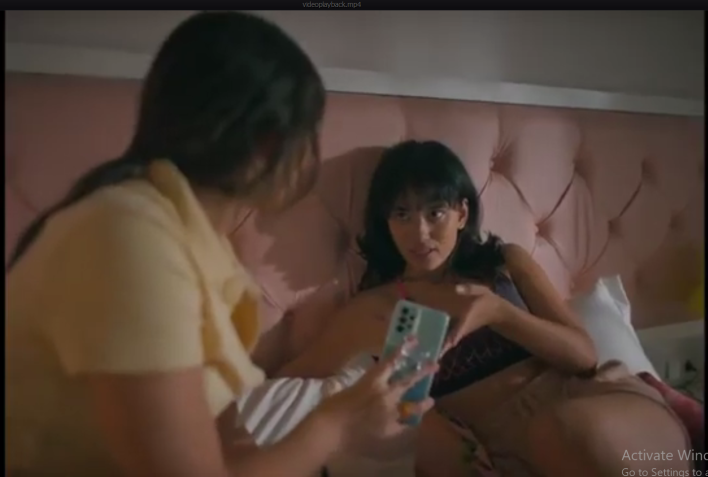 videoplayback.mp4
Activate Wind
Go to Settings to a